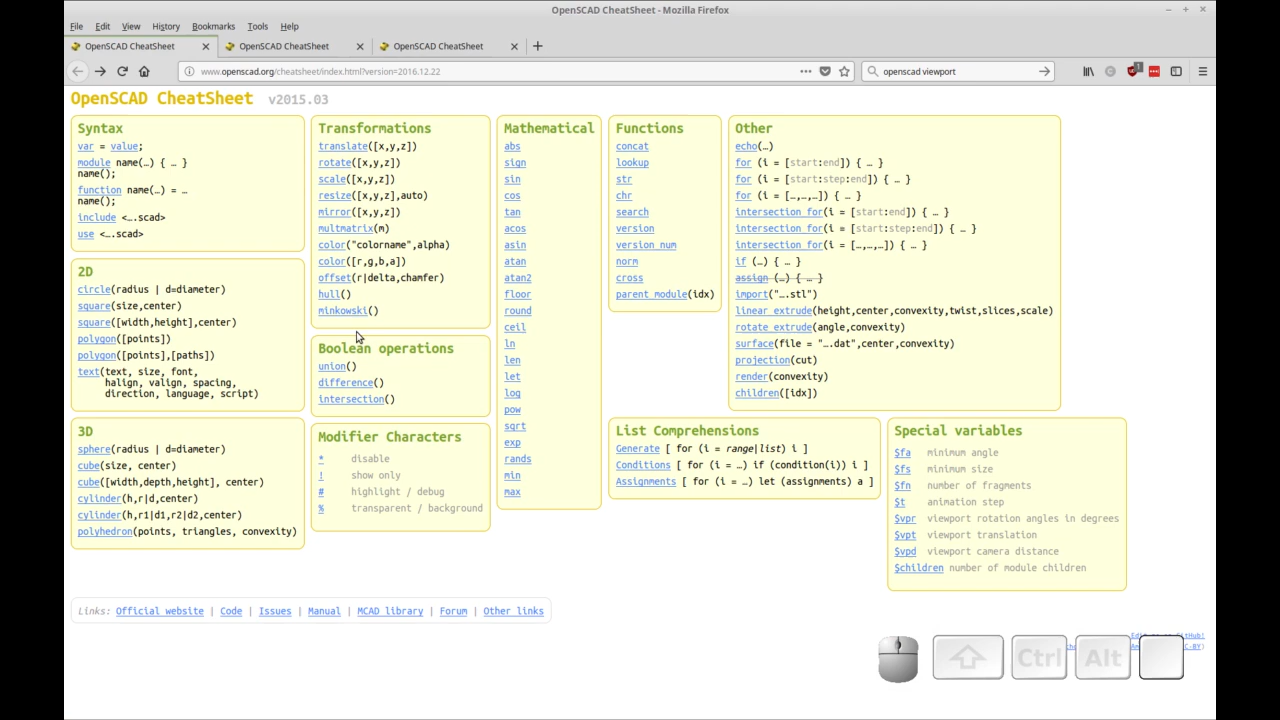 OpenSCAD CheatSheet - Mozilla Firefox
File Edit View History Bookmarks Tools Help
OpenSCAD CheatSheet
OpenSCAD CheatSheet
OpenSCAD CheatSheet
www.openscad.org/cheatsheet/index.html?version=2016.12.22
openscad viewport
1
OpenSCAD CheatSheet v2015.03
Syntax
var = value;
module name(…) { … }
name();
function name(…) = …
name();
include <….scad>
use <….scad>
2D
circle(radius | d=diameter)
square(size,center)
square([width,height],center)
polygon([points])
polygon([points],[paths])
text(text, size, font,
halign, valign, spacing,
direction, language, script)
3D
sphere(radius | d=diameter)
cube(size, center)
cube([width,depth,height], center)
cylinder(h,r|d,center)
cylinder(h,r1|d1,r2|d2,center)
polyhedron(points, triangles, convexity)
Transformations
translate([x,y,z])
rotate([x,y,z])
scale([x,y,z])
resize([x,y,z],auto)
mirror([x,y,z])
multmatrix(m)
color("colorname",alpha)
color([r,g,b,a])
offset(r|delta,chamfer)
hull()
minkowski()
Boolean operations
union()
difference()
intersection()
Modifier Characters
* disable
! show only
# highlight / debug
% transparent / background
Mathematical
abs
sign
sin
cos
tan
acos
asin
atan
atan2
floor
round
ceil
ln
len
let
log
pow
sqrt
exp
rands
min
max
Functions
concat
lookup
str
chr
search
version
version_num
norm
cross
parent_module(idx)
Other
echo(…)
for (i = [start:end]) { … }
for (i = [start:step:end]) { … }
for (i = […,…,…]) { … }
intersection_for(i = [start:end]) { … }
intersection_for(i = [start:step:end]) { … }
intersection_for(i = […,…,…]) { … }
if (…) { … }
assign (…) { … }
import("….stl")
linear_extrude(height,center,convexity,twist,slices,scale)
rotate_extrude(angle,convexity)
surface(file = "….dat",center,convexity)
projection(cut)
render(convexity)
children([idx])
List Comprehensions
Generate [ for (i = range|list) i ]
Conditions [ for (i = …) if (condition(i)) i ]
Assignments [ for (i = …) let (assignments) a ]
Special variables
$fa minimum angle
$fs minimum size
$fn number of fragments
$t animation step
$vpr viewport rotation angles in degrees
$vpt viewport translation
$vpd viewport camera distance
$children number of module children
Links: Official website | Code | Issues | Manual | MCAD library | Forum | Other links
Ctrl
Alt